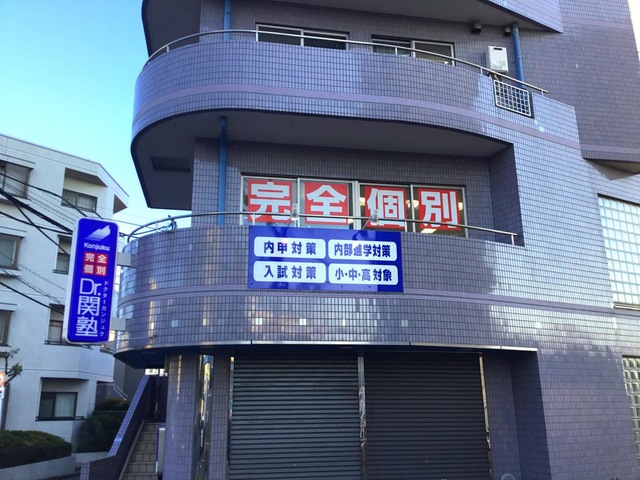 完全個別
内申対策
内部進学対策
入試対策
小・中・高対象
Kanjuku
完全
個別
Dr.関塾
ドクターカンジュク